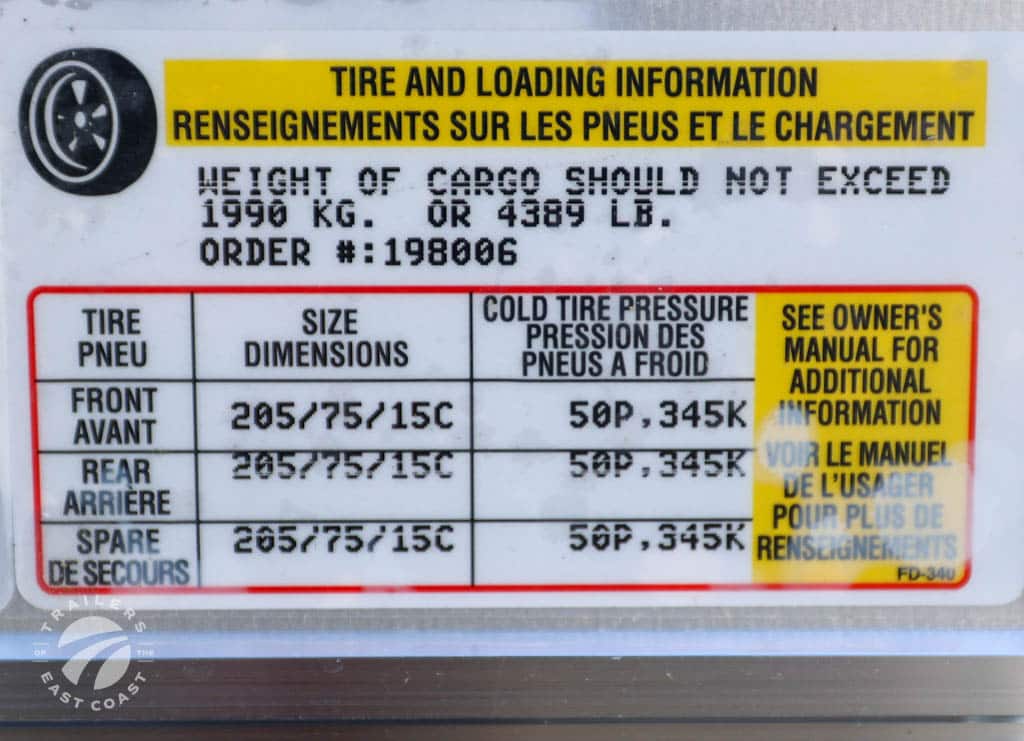 TIRE AND LOADING INFORMATION
RENSEIGNEMENTS SUR LES PNEUS ET LE CHARGEMENT
WEIGHT OF CARGO SHOULD NOT EXCEED
1990 KG. OR 4389 LB.
ORDER #:198006
TIRE
PNEU
SIZE
DIMENSIONS
COLD TIRE PRESSURE
PRESSION DES
PNEUS A FROID
FRONT
AVANT
205/75/15C
50P,345K
REAR
ARRIÈRE
205/75/15C
50P,345K
SPARE
DE SECOURS
205/75/15C
50P,345K
SEE OWNER'S
MANUAL FOR
ADDITIONAL
INFORMATION
VOIR LE MANUEL
DE L'USAGER
POUR PLUS DE
RENSEIGNEMENTS
FD-340
TRAILERS
OF THE
EAST COAST